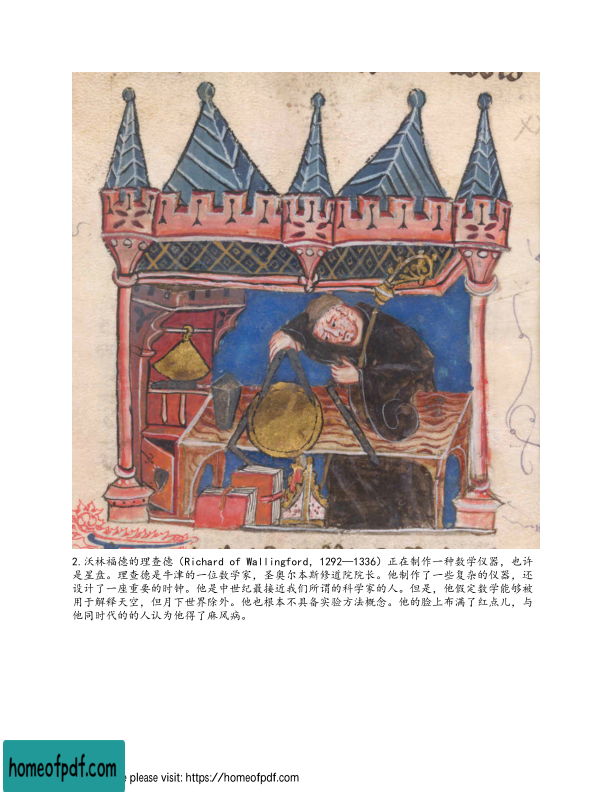 2.沃林福德的理查德（Richard of Wallingford, 1292—1336）正在制作一种数学仪器，也许
是星盘。理查德是牛津的一位数学家，圣奥尔本斯修道院院长。他制作了一些复杂的仪器，还
设计了一座重要的时钟。他是中世纪最接近我们所谓的科学家的人。但是，他假定数学能够被
用于解释天空，但月下世界除外。他也根本不具备实验方法概念。他的脸上布满了红点儿，与
他同时代的的人认为他得了麻风病。
homeofpdf.com
e please visit: https://homeofpdf.com